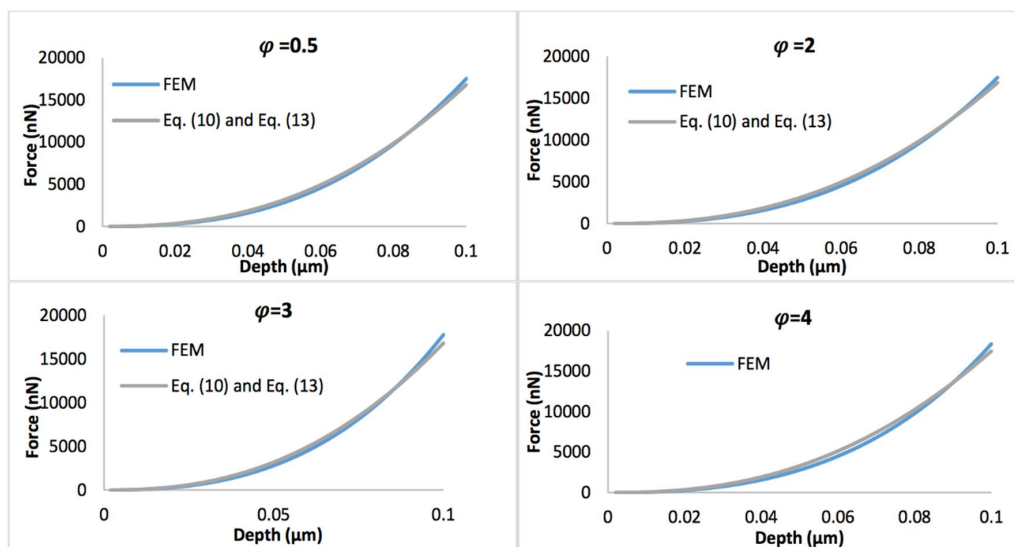 φ =0.5
20000
15000
10000
5000
0
Force (nN)
FEM
Eq. (10) and Eq. (13)
0 0.02 0.04 0.06 0.08 0.1
Depth (μm)
φ =2
20000
15000
10000
5000
0
Force (nN)
FEM
Eq. (10) and Eq. (13)
0 0.02 0.04 0.06 0.08 0.1
Depth (μm)
φ=3
20000
15000
10000
5000
0
Force (nN)
FEM
Eq. (10) and Eq. (13)
0 0.05 0.1
Depth (μm)
φ=4
20000
15000
10000
5000
0
Force (nN)
FEM
0 0.02 0.04 0.06 0.08 0.1
Depth (μm)